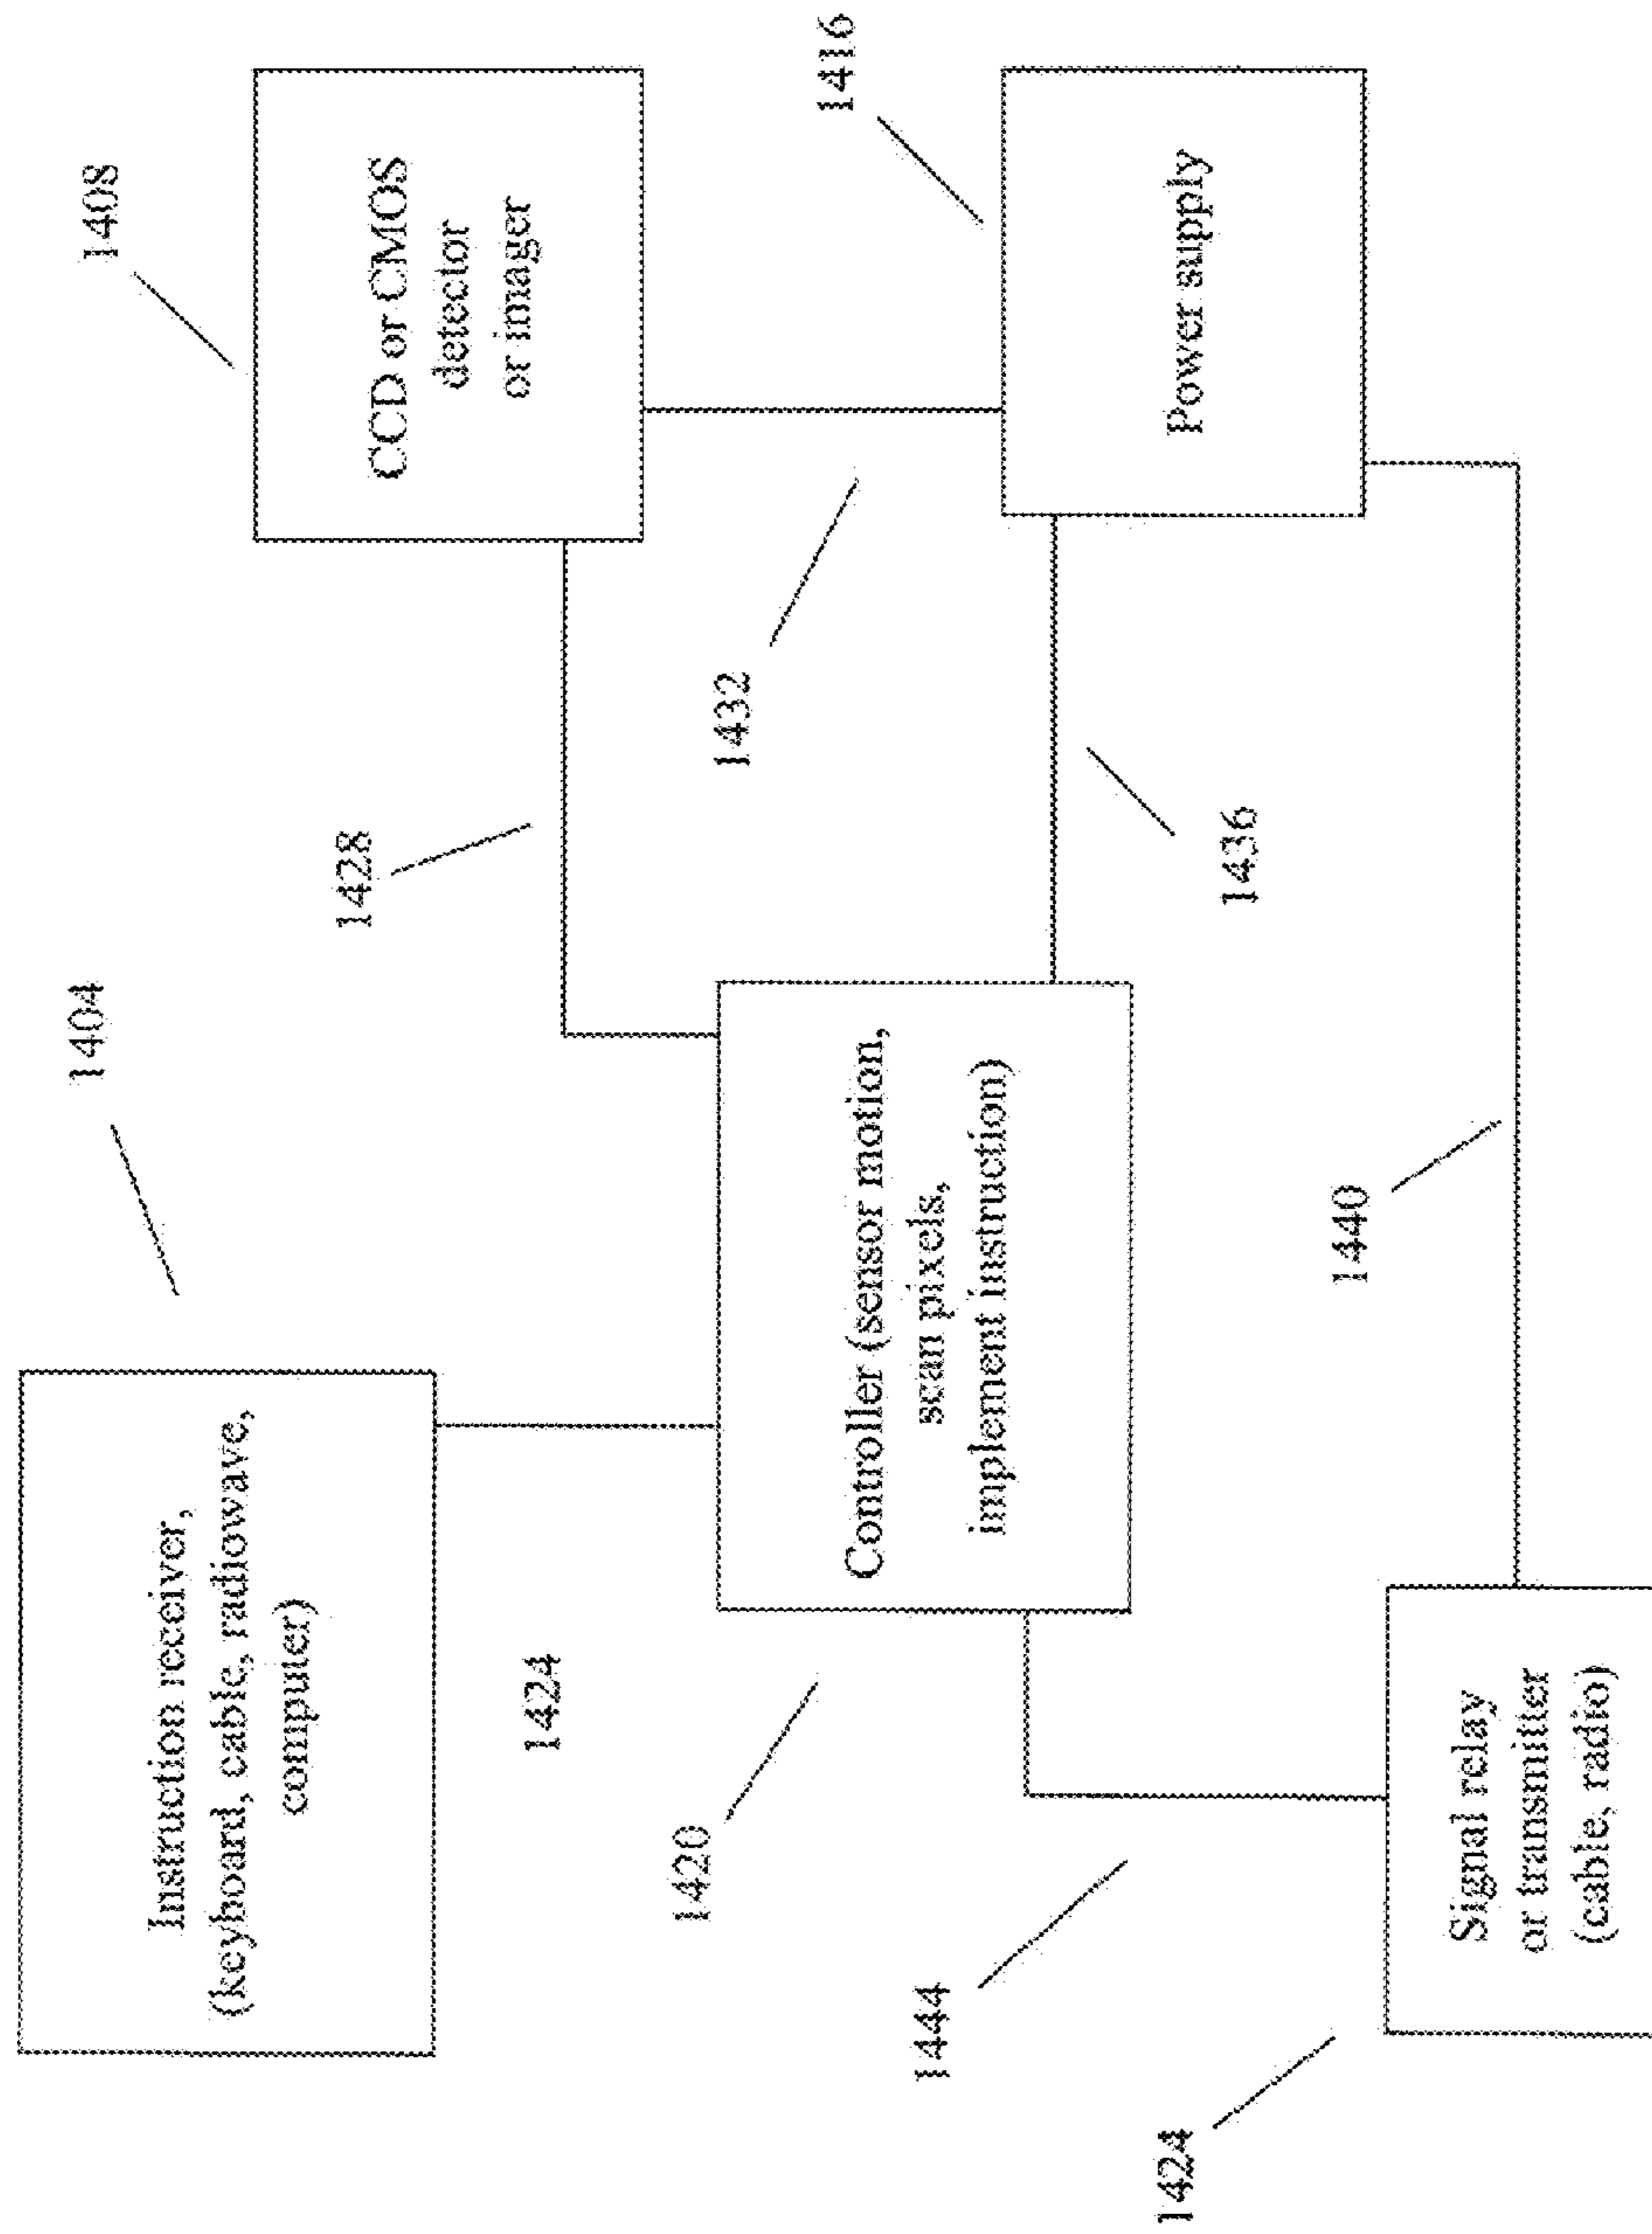 1404
1408
Instruction receiver,
(keyboard, cable, radiowave,
computer)
CCD or CMOS
detector
or imager
1428
1424
1420
1432
1416
Controller (sensor motion,
scan pixels,
implement instruction)
Power supply
1444
1436
1440
1424
Signal relay
or transmitter
(cable, radio)